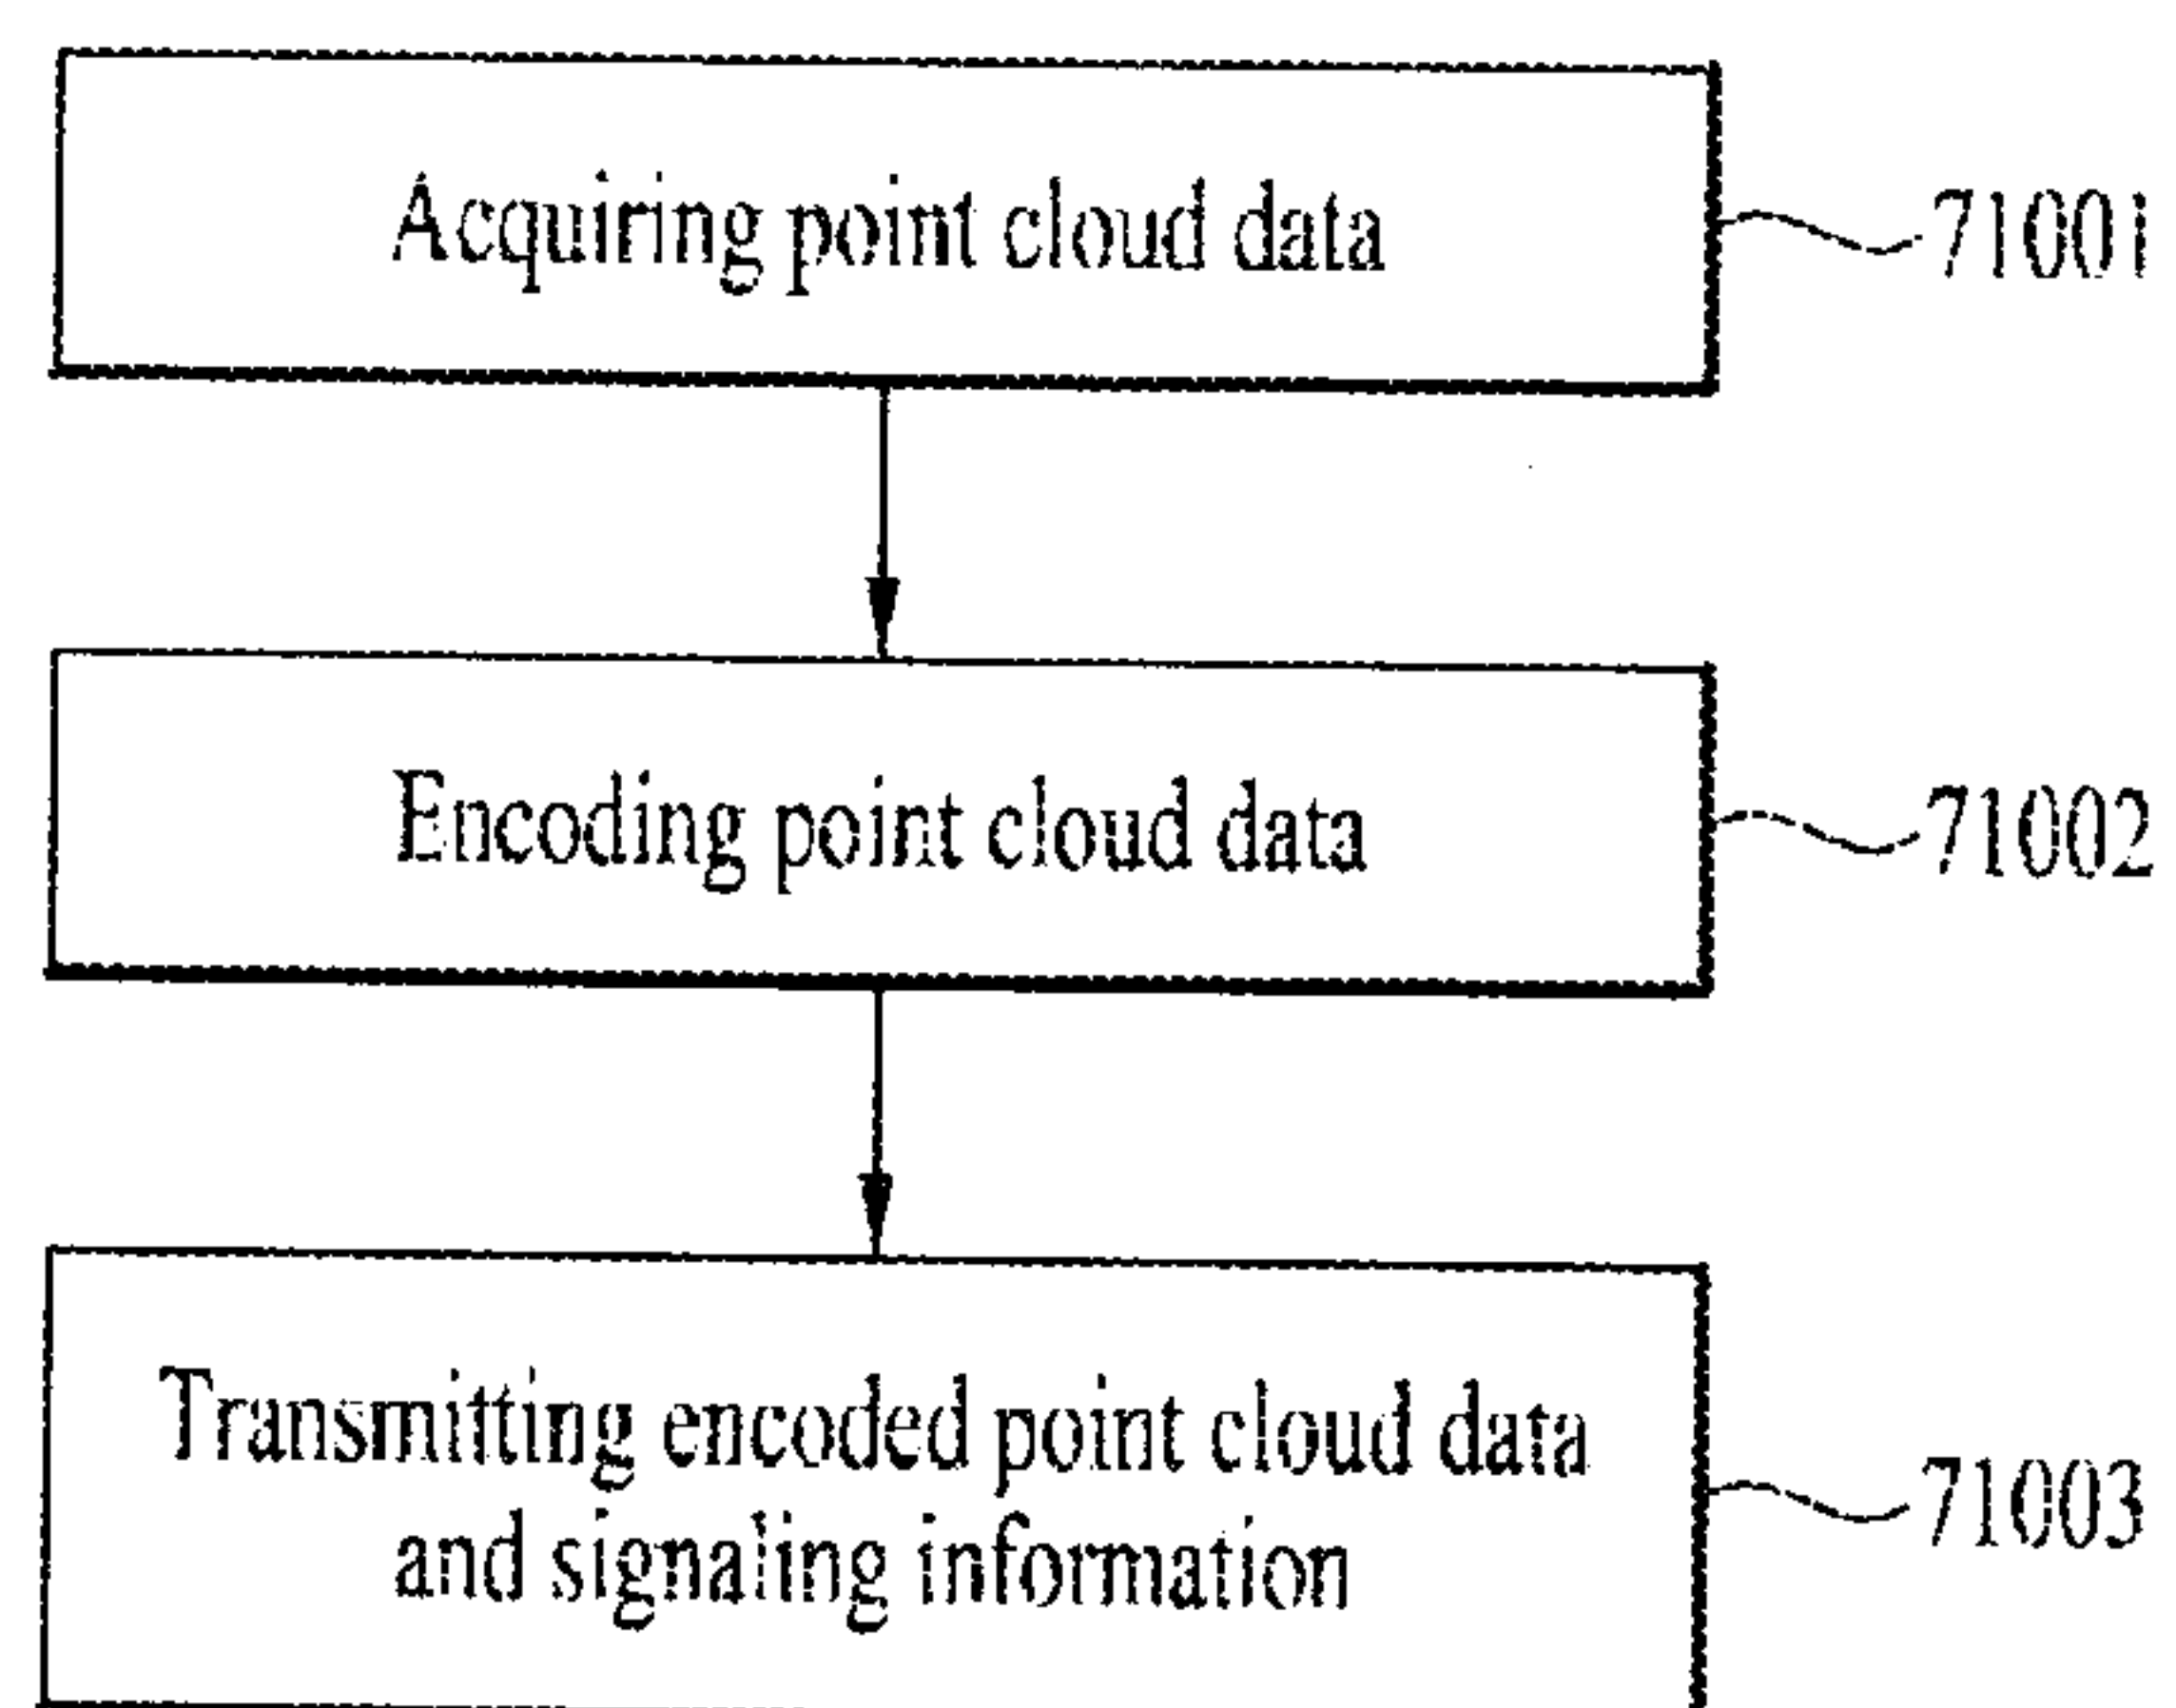 Acquiring point cloud data
71001
Encoding point cloud data
71002
Transmitting encoded point cloud data
and signaling information
71003